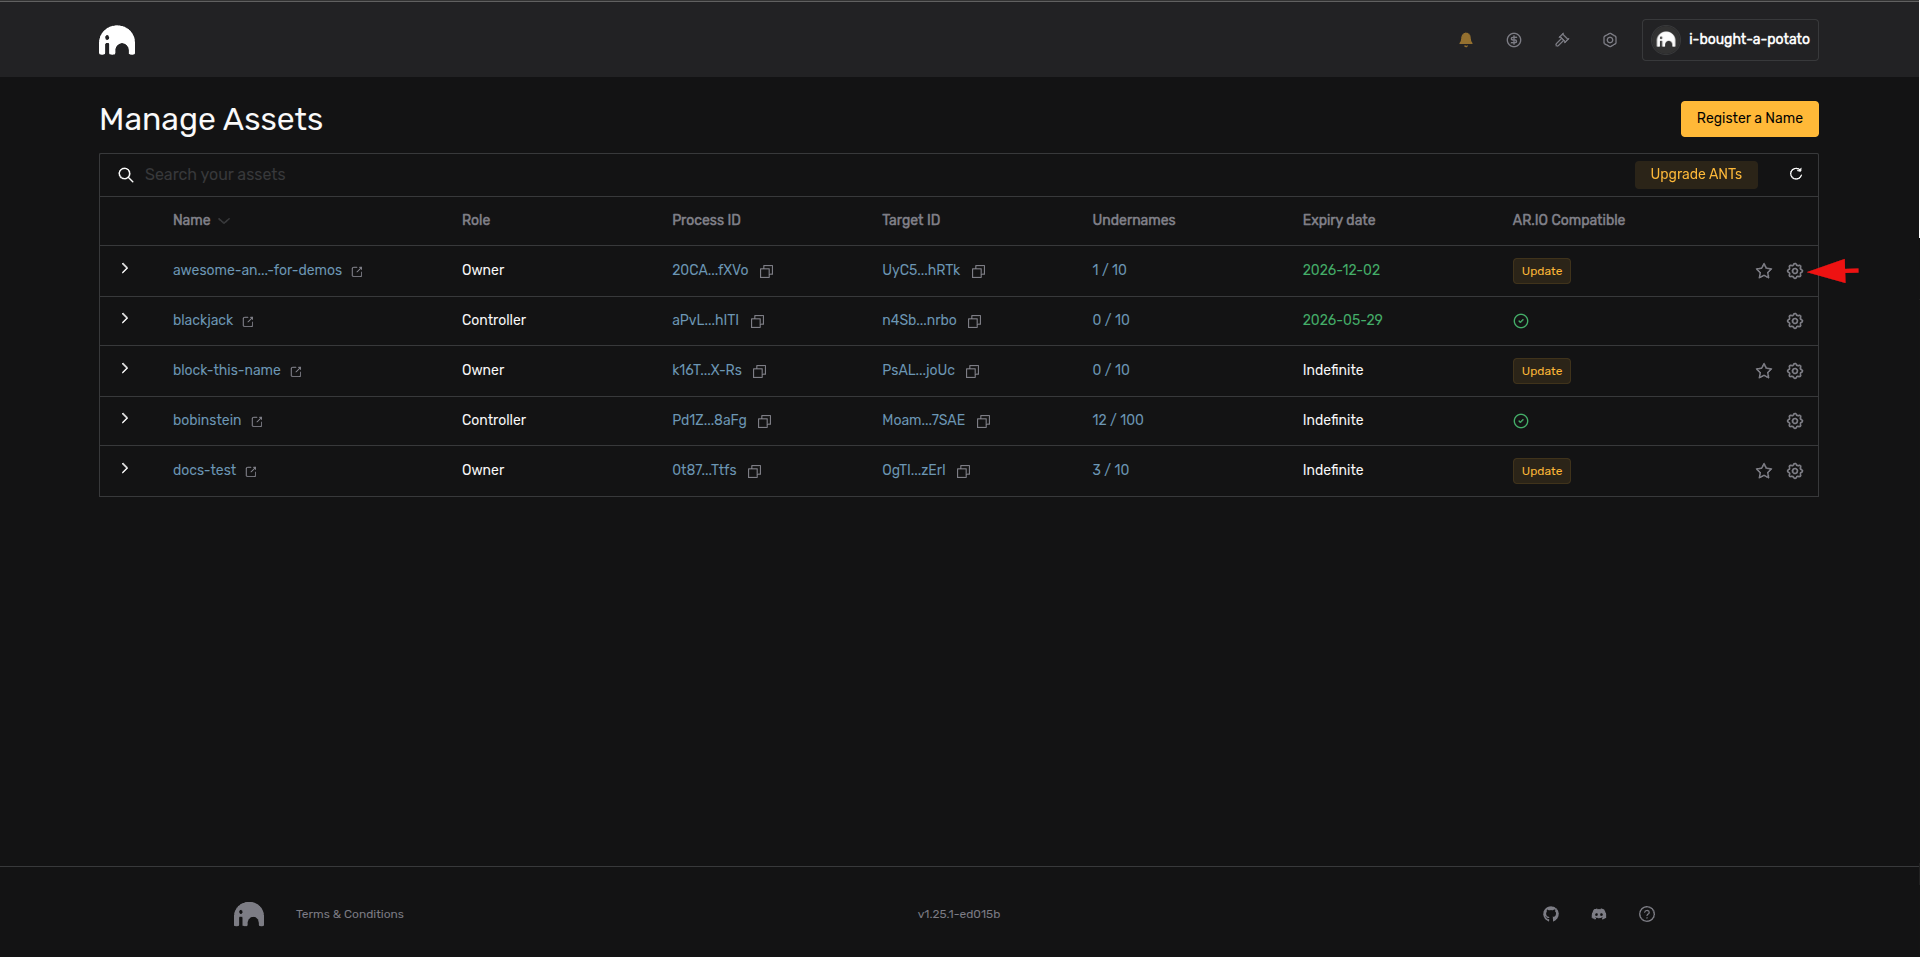 i-bought-a-potato
Manage Assets
Register a Name
Search your assets
Upgrade ANTs
Name Role Process ID Target ID Undernames Expiry date AR.IO Compatible
awesome-an...-for-demos Owner 20CA...fXVo UyC5...hRTk 1 / 10 2026-12-02 Update
blackjack Controller aPvL...hITI n4Sb...nrbo 0 / 10 2026-05-29
block-this-name Owner k16T...X-Rs PsAL...joUc 0 / 10 Indefinite Update
bobinstein Controller Pd1Z...8aFg Moam...7SAE 12 / 100 Indefinite
docs-test Owner 0t87...Ttfs OgTI...zErI 3 / 10 Indefinite Update
Terms & Conditions
v1.25.1-ed015b